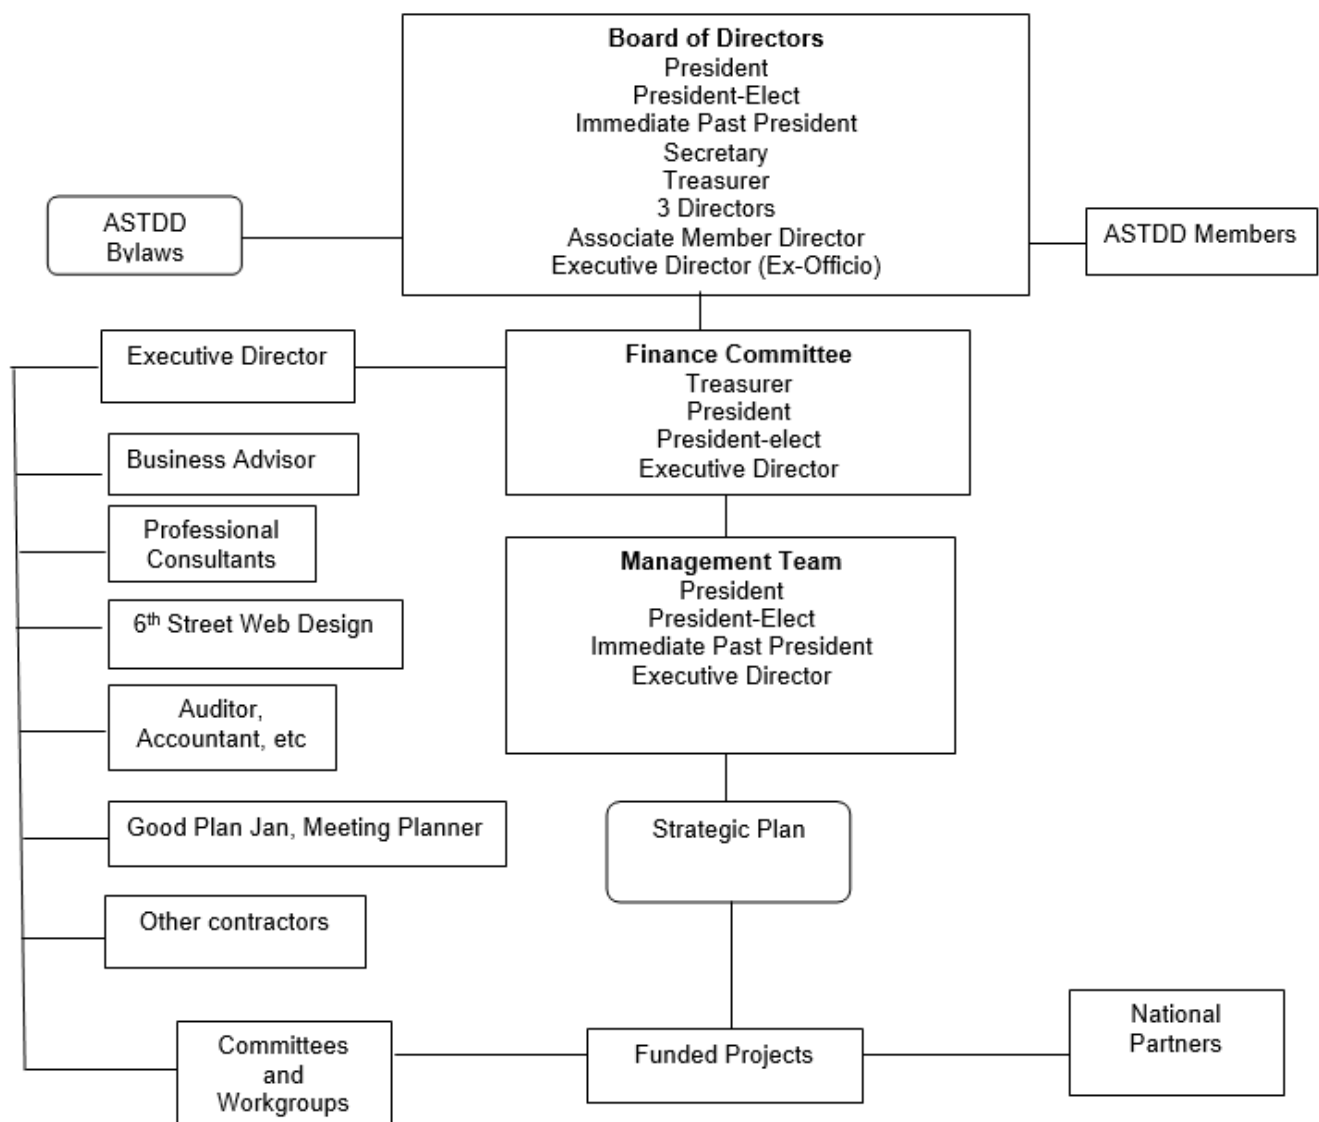 Board of Directors
President
President-Elect
Immediate Past President
Secretary
Treasurer
3 Directors
Associate Member Director
Executive Director (Ex-Officio)
ASTDD
Bylaws
ASTDD Members
Executive Director
Finance Committee
Treasurer
President
President-elect
Executive Director
Business Advisor
Professional
Consultants
6th Street Web Design
Auditor,
Accountant, etc
Good Plan Jan, Meeting Planner
Other contractors
Management Team
President
President-Elect
Immediate Past President
Executive Director
Strategic Plan
Committees
and
Workgroups
Funded Projects
National
Partners